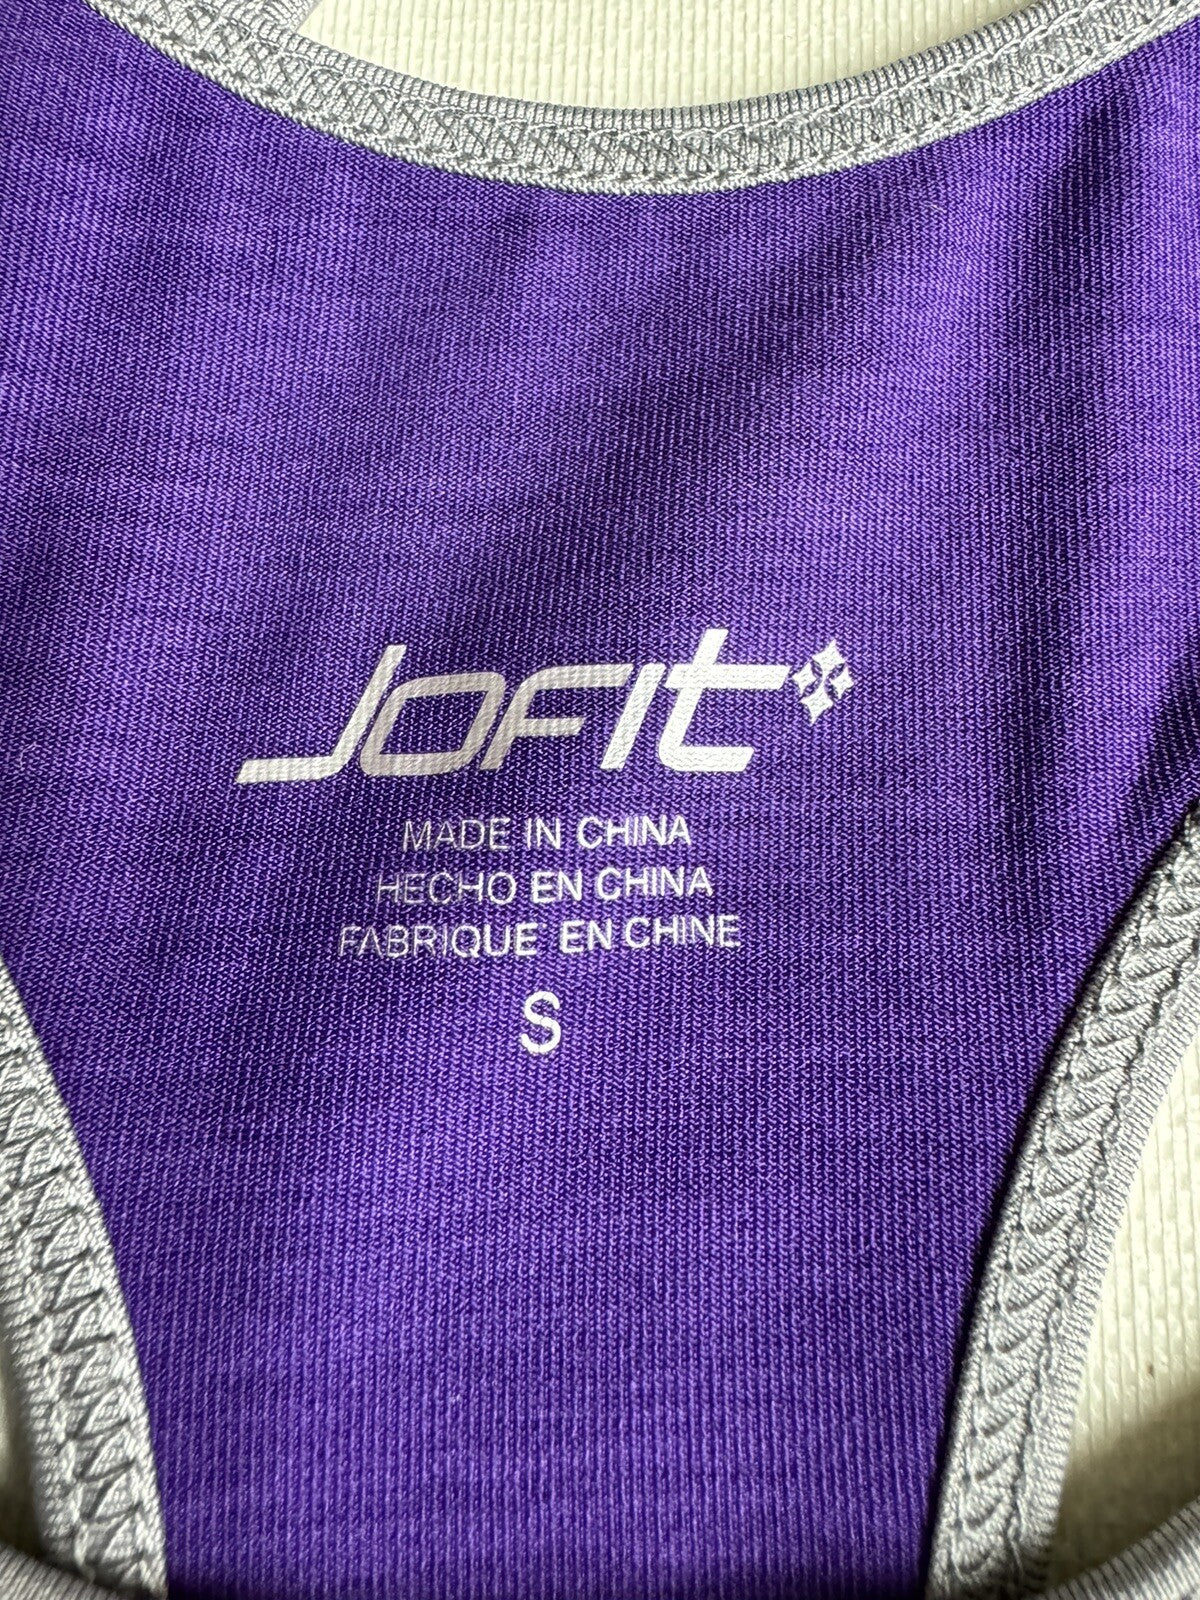 JOFIT
MADE IN CHINA
HECHO EN CHINA
FABRIQUE EN CHINE
S